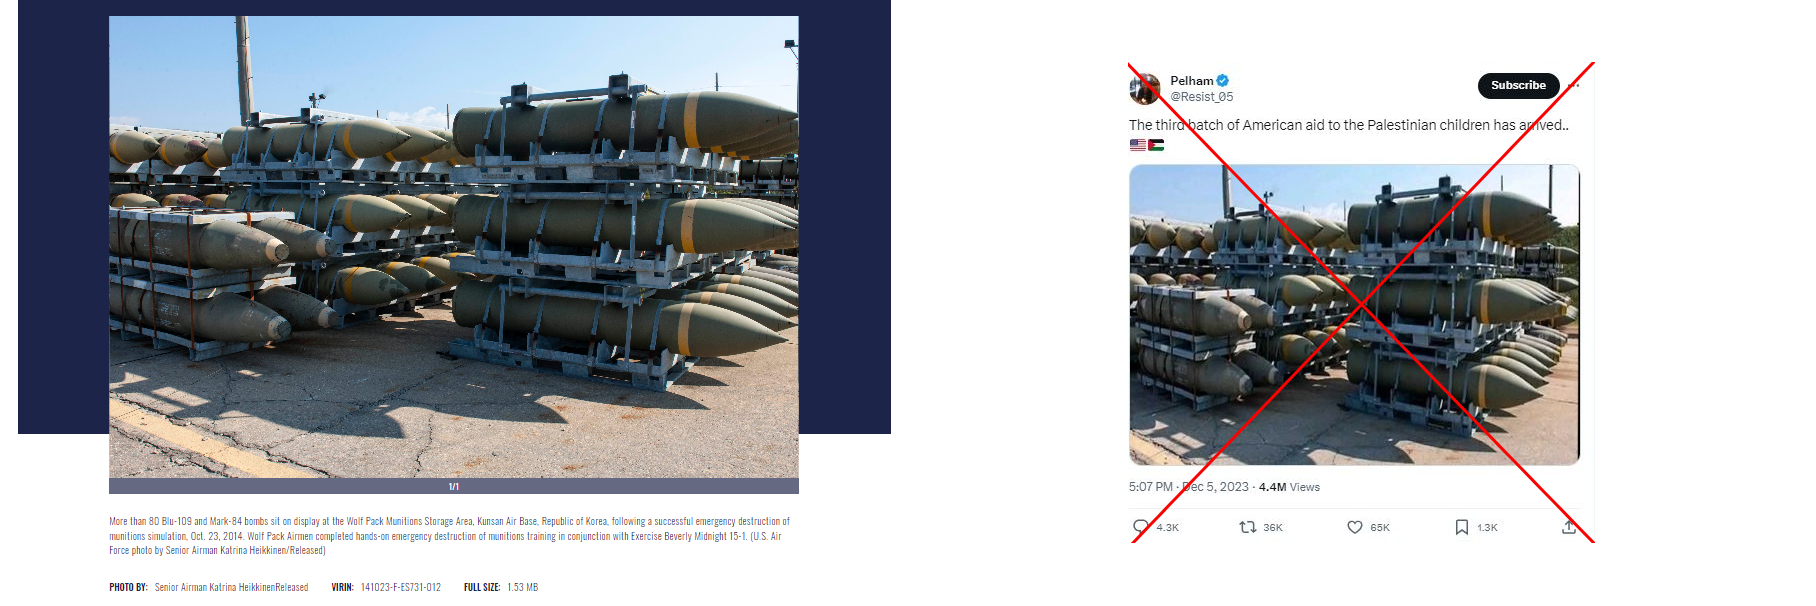 1/1
More than 80 Blu-109 and Mark-84 bombs sit on display at the Wolf Pack Munitions Storage Area, Kunsan Air Base, Republic of Korea, following a successful emergency destruction of
munitions simulation, Oct. 23, 2014. Wolf Pack Airmen completed hands-on emergency destruction of munitions training in conjunction with Exercise Beverly Midnight 15-1. (U.S. Air
Force photo by Senior Airman Katrina Heikkinen/Released)
PHOTO BY: Senior Airman Katrina HeikkinenReleased VIRIN: 141023-F-ES731-012 FULL SIZE: 1.53 MB
Pelham
@Resist_05
Subscribe
The third batch of American aid to the Palestinian children has arrived..
5:07 PM · Dec 5, 2023 · 4.4M Views
4.3K 36K 65K 1.3K